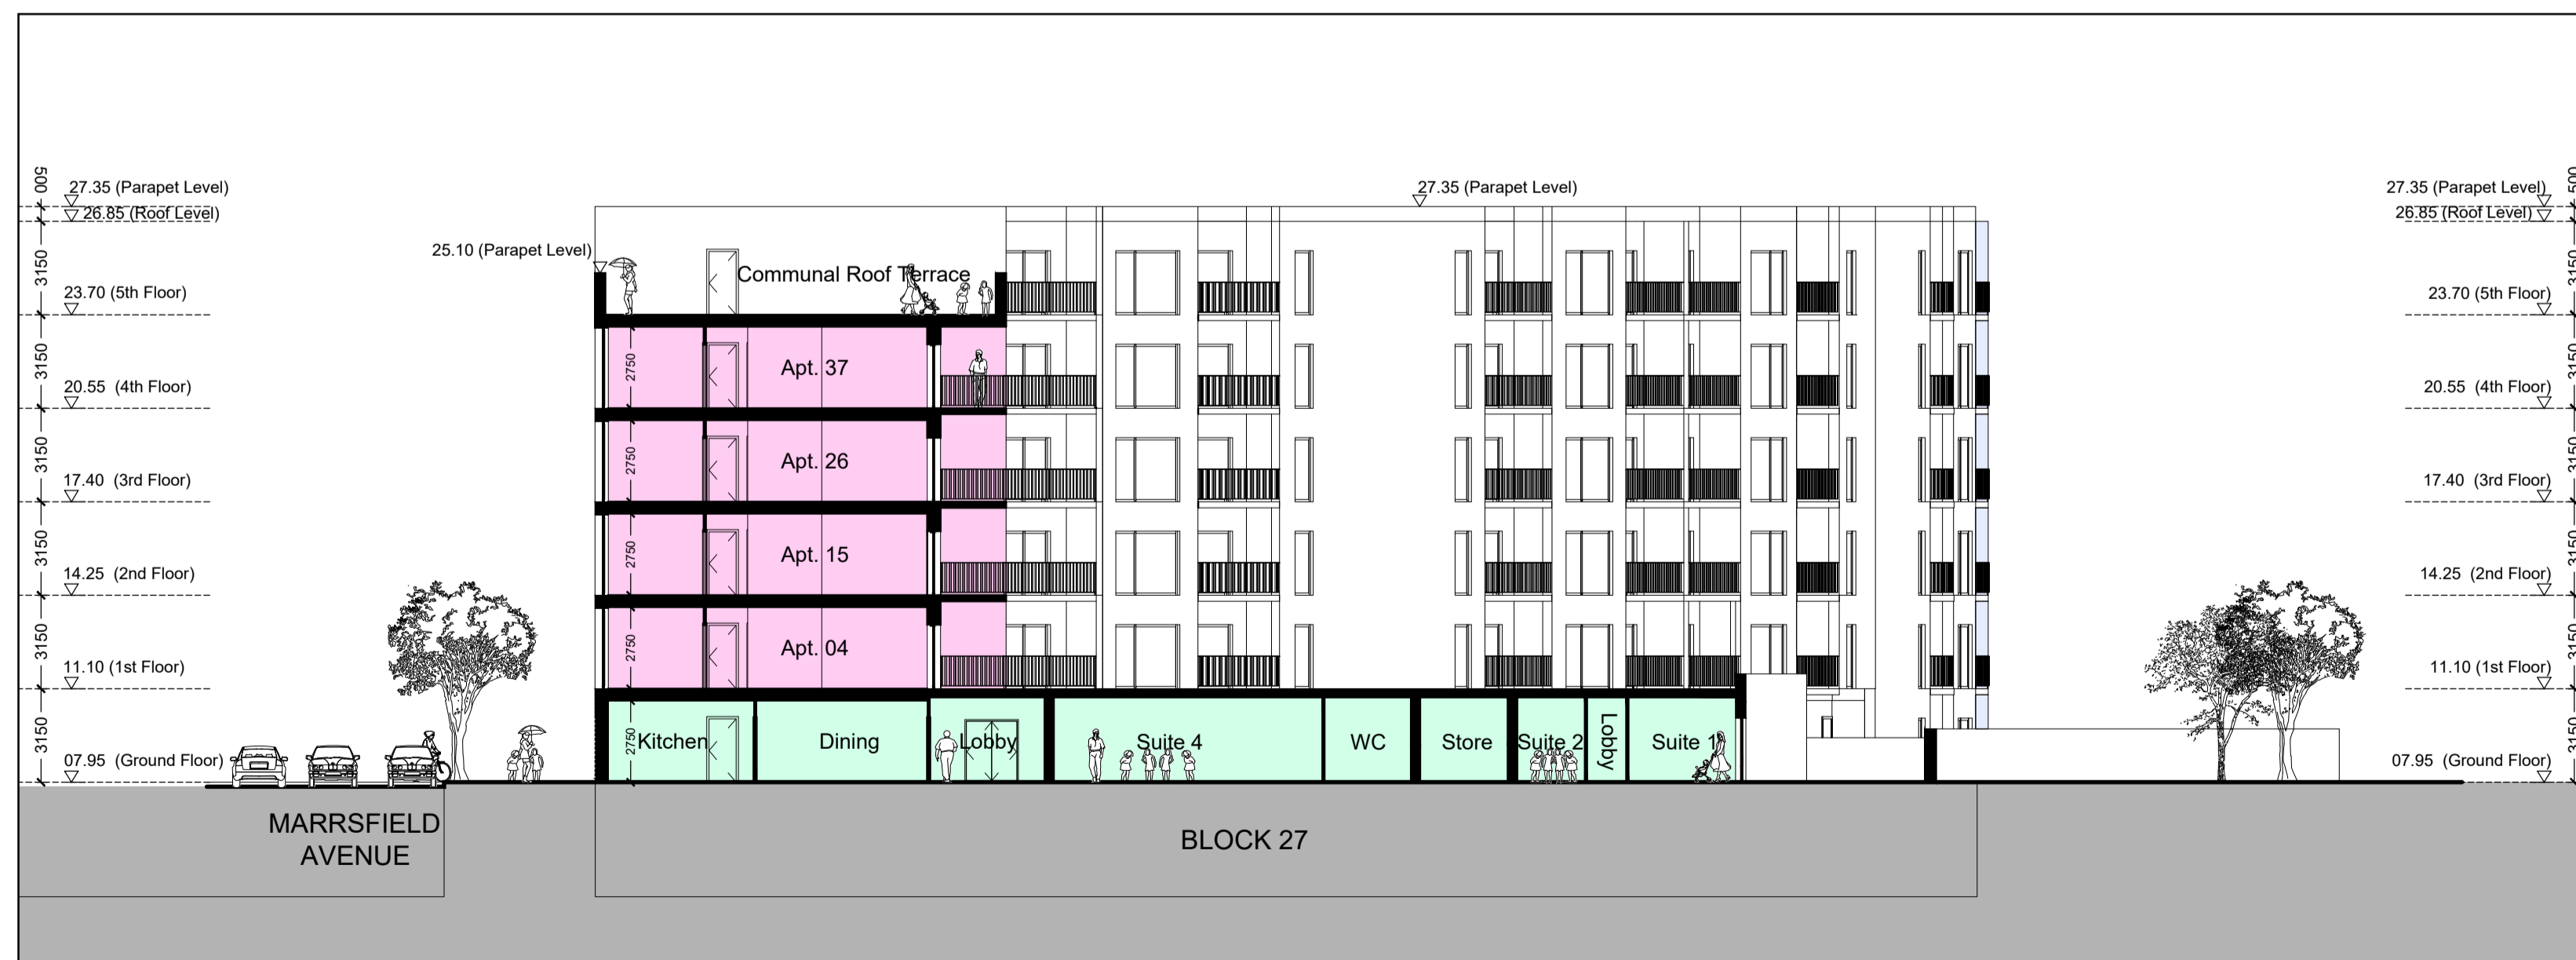 500
27.35 (Parapet Level)
26.85 (Roof Level)
3150
23.70 (5th Floor)
3150
20.55 (4th Floor)
3150
17.40 (3rd Floor)
3150
14.25 (2nd Floor)
3150
11.10 (1st Floor)
3150
07.95 (Ground Floor)
25.10 (Parapet Level)
27.35 (Parapet Level)
Communal Roof Terrace
2750
Apt. 37
2750
Apt. 26
2750
Apt. 15
2750
Apt. 04
2750
Kitchen
Dining
Lobby
Suite 4
WC
Store
Suite 2
Lobby
Suite 1
MARRSFIELD
AVENUE
BLOCK 27
500
27.35 (Parapet Level)
26.85 (Roof Level)
3150
23.70 (5th Floor)
3150
20.55 (4th Floor)
3150
17.40 (3rd Floor)
3150
14.25 (2nd Floor)
3150
11.10 (1st Floor)
3150
07.95 (Ground Floor)